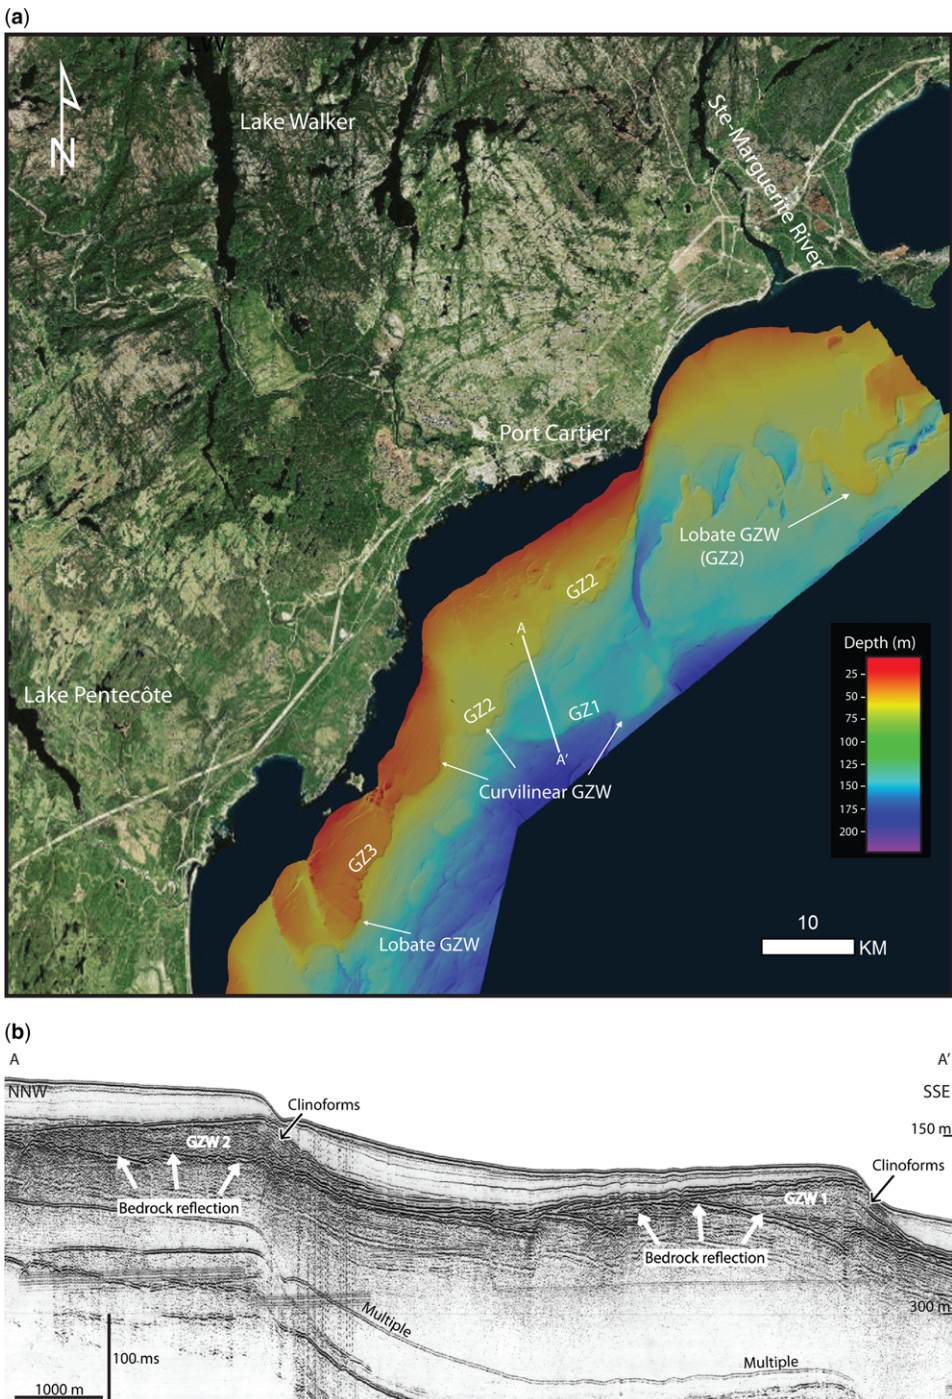 (a)
LW
N
Lake Walker
Ste-Marguerite River
Port Cartier
Lobate GZW
(GZ2)
GZ2
A
Depth (m)
25
50
75
100
125
150
175
200
Lake Pentecôte
GZ2
GZ1
A'
Curvilinear GZW
GZ3
Lobate GZW
10
KM
(b)
A
A'
NNW
SSE
Clinoforms
150 m
GZW 2
Clinoforms
Bedrock reflection
GZW 1
Bedrock reflection
300 m
Multiple
100 ms
Multiple
1000 m